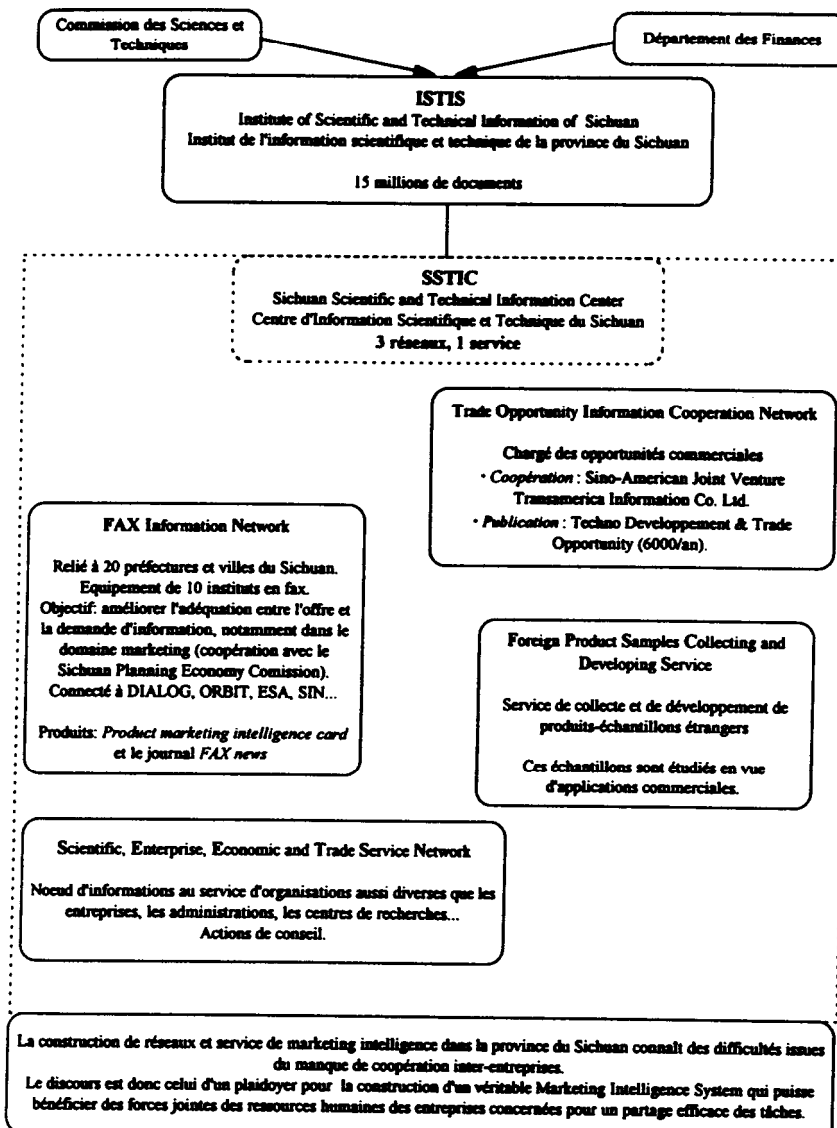 Commission des Sciences et
Techniques
Département des Finances
ISTIS
Institute of Scientific and Technical Information of Sichuan
Institut de l'information scientifique et technique de la province du Sichuan
15 millions de documents
SSTIC
Sichuan Scientific and Technical Information Center
Centre d'Information Scientifique et Technique du Sichuan
3 réseaux, 1 service
Trade Opportunity Information Cooperation Network
Chargé des opportunités commerciales
· Coopération : Sino-American Joint Venture
Transamerica Information Co. Ltd.
· Publication : Techno Developpement & Trade
Opportunity (6000/an).
FAX Information Network
Relié à 20 préfectures et villes du Sichuan.
Equipement de 10 instituts en fax.
Objectif: améliorer l'adéquation entre l'offre et
la demande d'information, notamment dans le
domaine marketing (coopération avec le
Sichuan Planning Economy Comission).
Connecté à DIALOG, ORBIT, ESA, SIN...
Produits: Product marketing intelligence card
et le journal FAX news
Foreign Product Samples Collecting and
Developing Service
Service de collecte et de développement de
produits-échantillons étrangers
Ces échantillons sont étudiés en vue
d'applications commerciales.
Scientific, Enterprise, Economic and Trade Service Network
Noeud d'informations au service d'organisations aussi diverses que les
entreprises, les administrations, les centres de recherches...
Actions de conseil.
La construction de réseaux et service de marketing intelligence dans la province du Sichuan connaît des difficultés issues
du manque de coopération inter-entreprises.
Le discours est donc celui d'un plaidoyer pour la construction d'un véritable Marketing Intelligence System qui puisse
bénéficier des forces jointes des ressources humaines des entreprises concernées pour un partage efficace des tâches.